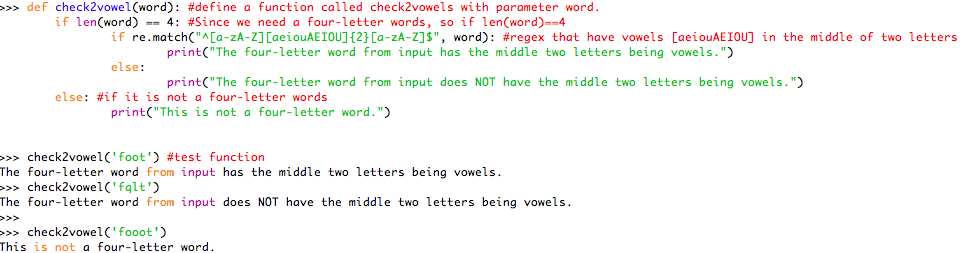 >>> def check2vowel(word): #define a function called check2vowels with parameter word.
if len(word) == 4: #Since we need a four-letter words, so if len(word)==4
if re.match("^[a-zA-Z][aeiouAEIOU]{2}[a-zA-Z]$", word): #regex that have vowels [aeiouAEIOU] in the middle of two letters
print("The four-letter word from input has the middle two letters being vowels.")
else:
print("The four-letter word from input does NOT have the middle two letters being vowels.")
else: #if it is not a four-letter words
print("This is not a four-letter word.")
>>> check2vowel('foot') #test function
The four-letter word from input has the middle two letters being vowels.
>>> check2vowel('fqlt')
The four-letter word from input does NOT have the middle two letters being vowels.
>>>
>>> check2vowel('fooot')
This is not a four-letter word.